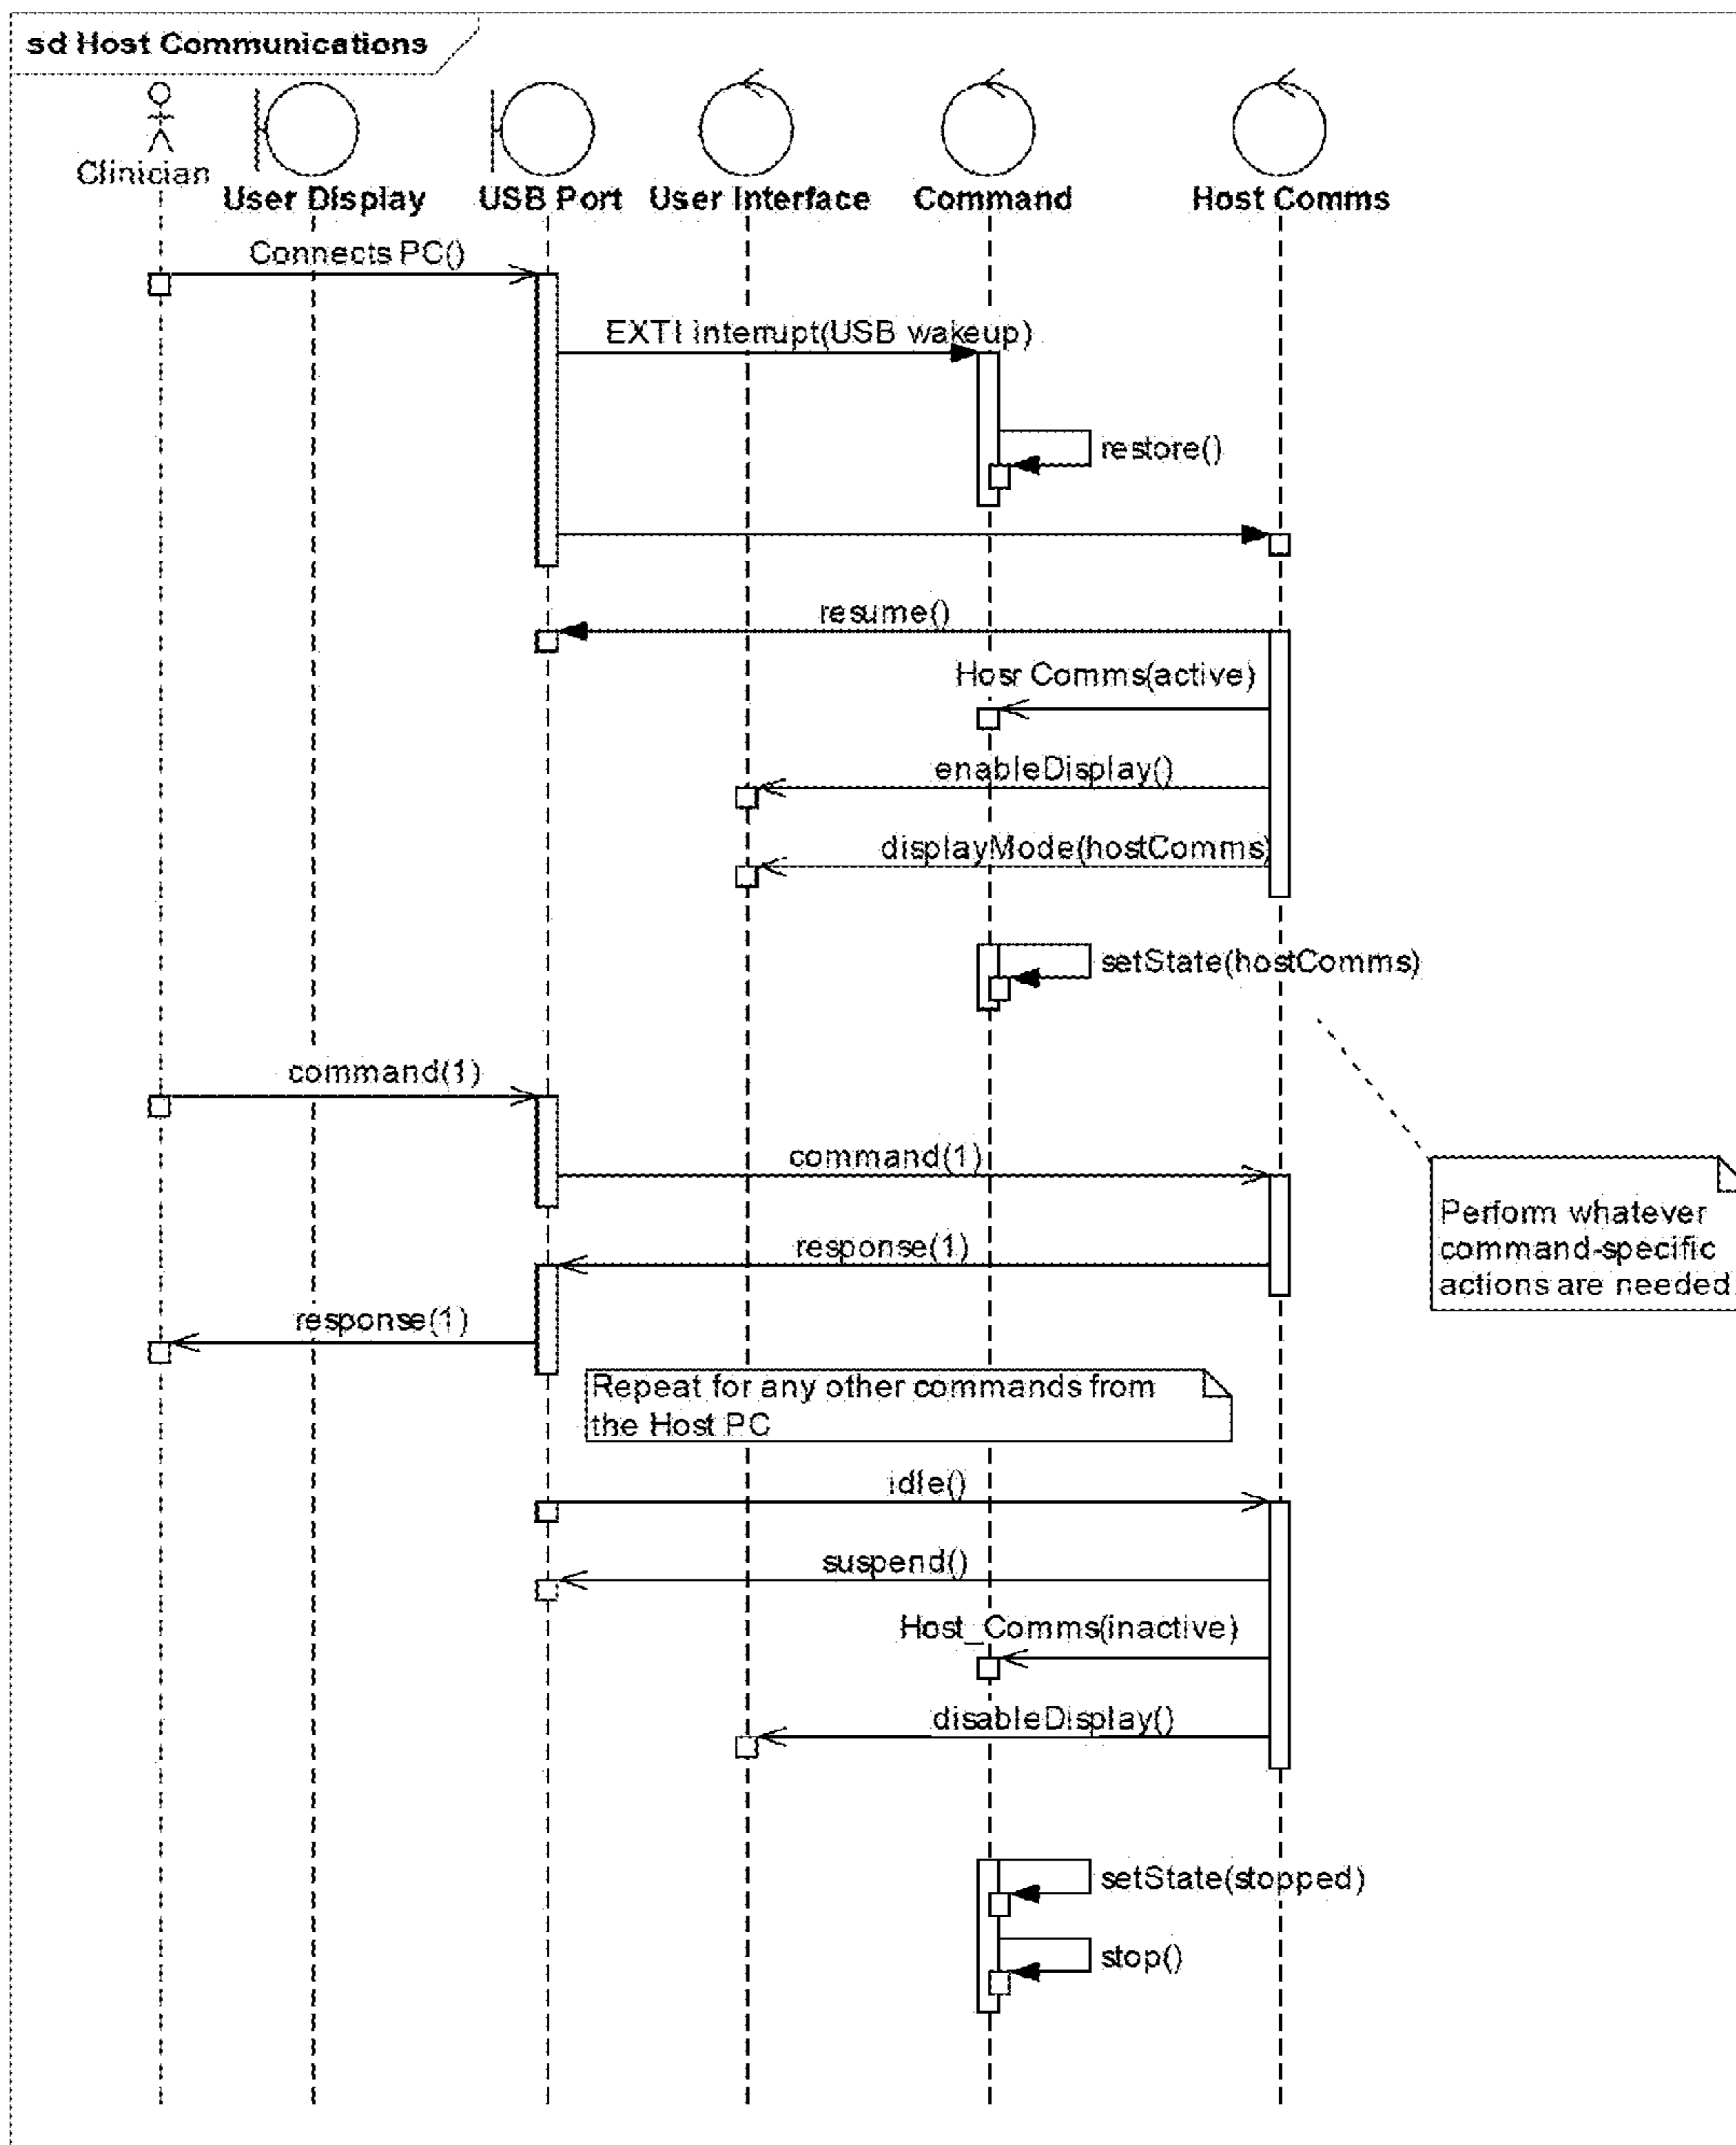 sd Host Communications
Clinician
User Display
USB Port
User Interface
Command
Host Comms
Connects PC()
EXTI interrupt(USB wakeup)
restore()
resume()
Hosr Comms(active)
enableDisplay()
displayMode(hostComms)
setState(hostComms)
command(1)
command(1)
Perform whatever
command-specific
actions are needed.
response(1)
response(1)
Repeat for any other commands from
the Host PC
idle()
suspend()
Host_Comms(inactive)
disableDisplay()
setState(stopped)
stop()